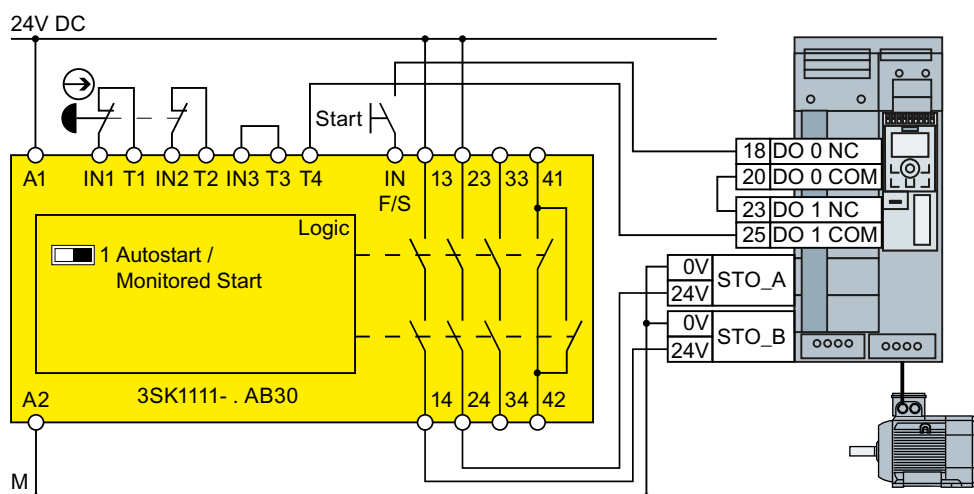 24V DC
Start
18 DO 0 NC
20 DO 0 COM
23 DO 1 NC
25 DO 1 COM
A1 IN1 T1 IN2 T2 IN3 T3 T4 IN F/S 13 23 33 41
Logic
1 Autostart /
Monitored Start
0V
24V
STO_A
0V
24V
STO_B
3SK1111- . AB30
A2 14 24 34 42
M